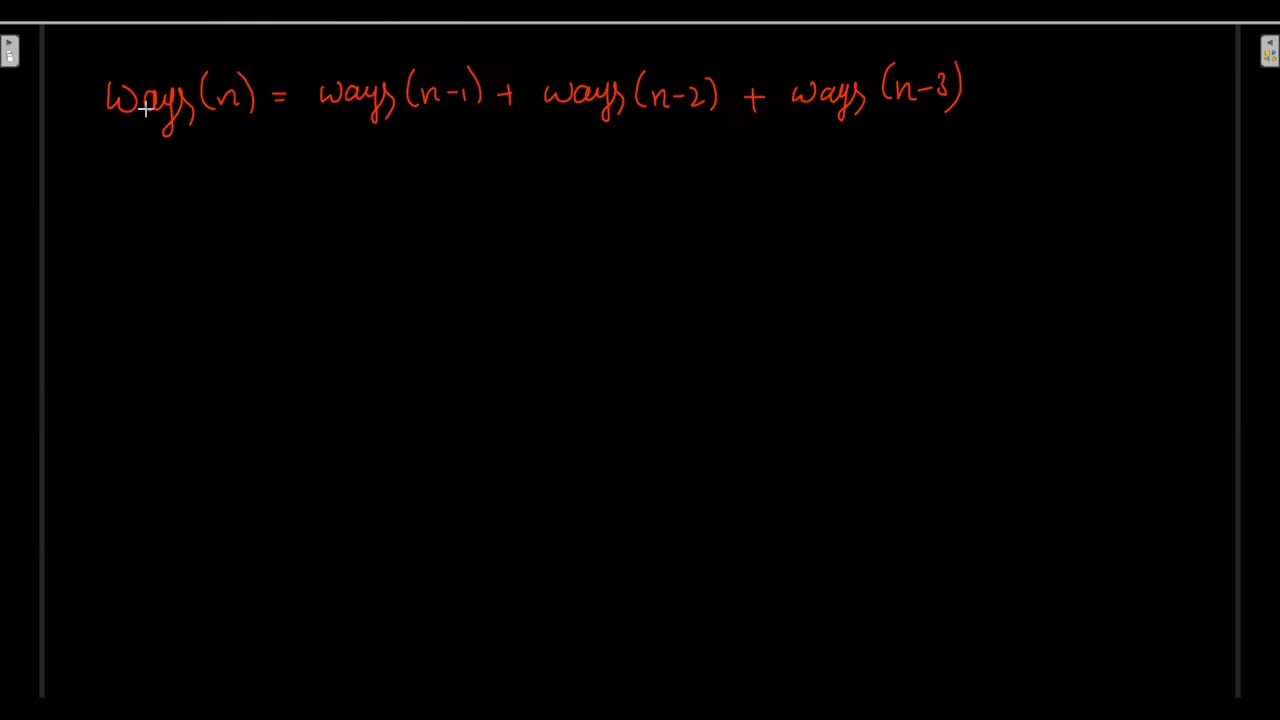 ways(n) = ways(n-1) + ways(n-2) + ways(n-3)